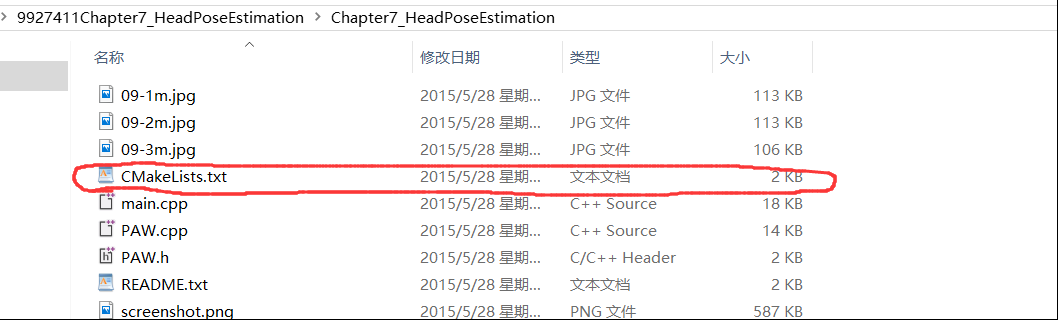 9927411Chapter7_HeadPoseEstimation > Chapter7_HeadPoseEstimation
名称 修改日期 类型 大小
09-1m.jpg 2015/5/28 星期... JPG 文件 113 KB
09-2m.jpg 2015/5/28 星期... JPG 文件 113 KB
09-3m.jpg 2015/5/28 星期... JPG 文件 106 KB
CMakeLists.txt 2015/5/28 星期... 文本文档 2 KB
main.cpp 2015/5/28 星期... C++ Source 18 KB
PAW.cpp 2015/5/28 星期... C++ Source 14 KB
PAW.h 2015/5/28 星期... C/C++ Header 2 KB
README.txt 2015/5/28 星期... 文本文档 2 KB
screenshot.png 2015/5/28 星期... PNG 文件 587 KB